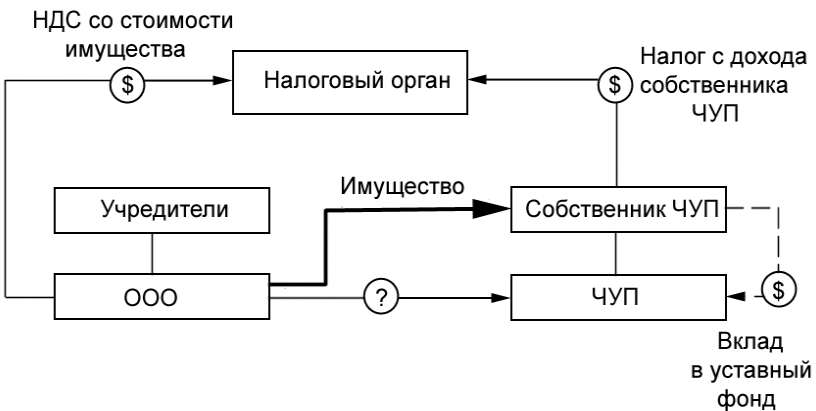 НДС со стоимости
имущества
$
Налоговый орган
$
Налог с дохода
собственника
ЧУП
Учредители
Имущество
Собственник ЧУП
ООО
?
ЧУП
$
Вклад
в уставный
фонд